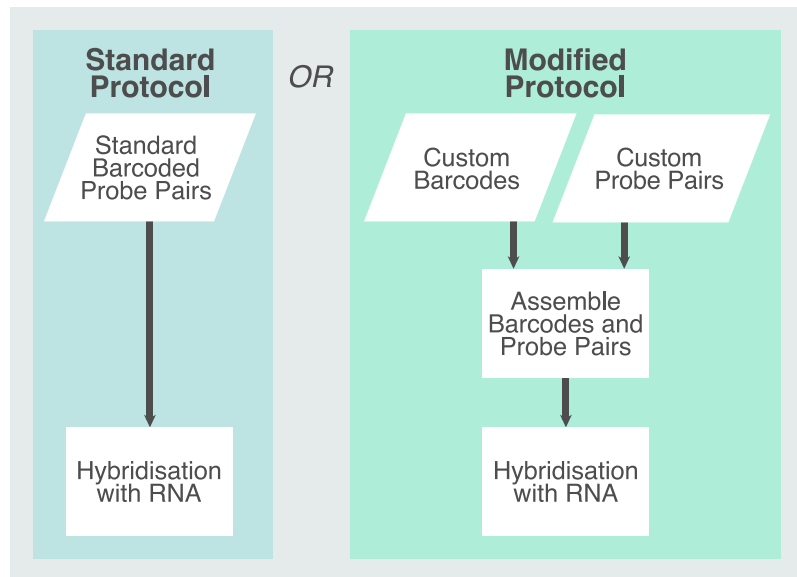 Standard
Protocol
Standard
Barcoded
Probe Pairs
Hybridisation
with RNA
OR
Modified
Protocol
Custom
Barcodes
Custom
Probe Pairs
Assemble
Barcodes and
Probe Pairs
Hybridisation
with RNA